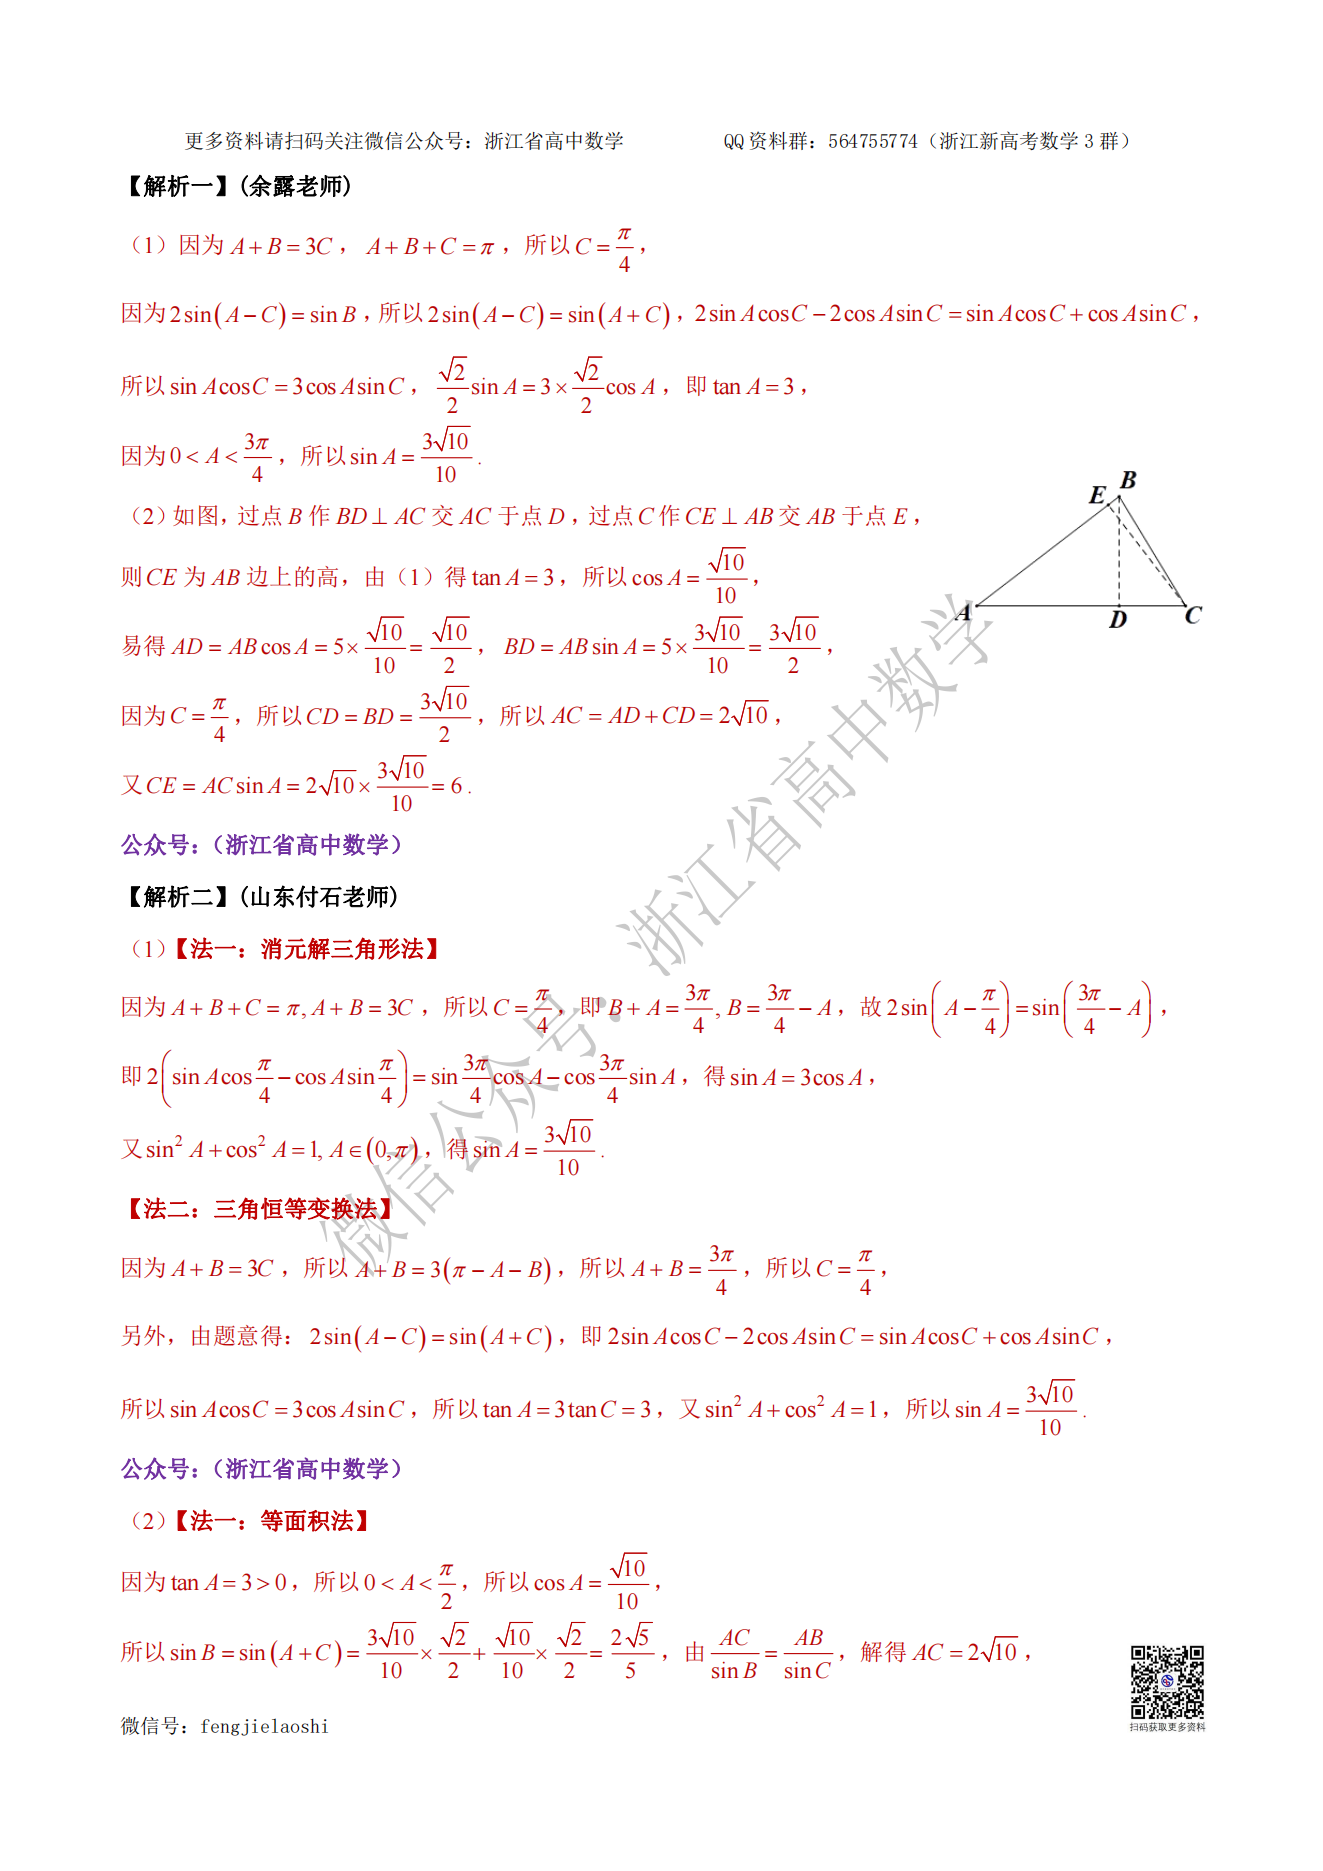 更多资料请扫码关注微信公众号：浙江省高中数学 QQ 资料群：564755774（浙江新高考数学 3 群）
【解析一】(余露老师)
（1）因为 A+B=3C，A+B+C=π，所以 C=π/4，
因为 2sin(A−C)=sin B，所以 2sin(A−C)=sin(A+C)，2sin A cos C−2cos A sin C=sin A cos C+cos A sin C，
所以 sin A cos C=3cos A sin C，√2/2 sin A=3×√2/2 cos A，即 tan A=3，
因为 0<A<3π/4，所以 sin A=3√10/10.
（2）如图，过点 B 作 BD⊥AC 交 AC 于点 D，过点 C 作 CE⊥AB 交 AB 于点 E，
则 CE 为 AB 边上的高，由（1）得 tan A=3，所以 cos A=√10/10，
易得 AD=AB cos A=5×√10/10=√10/2，BD=AB sin A=5×3√10/10=3√10/2，
因为 C=π/4，所以 CD=BD=3√10/2，所以 AC=AD+CD=2√10，
又 CE=AC sin A=2√10×3√10/10=6.
E B
A D C
公众号：（浙江省高中数学）
【解析二】(山东付石老师)
（1）【法一：消元解三角形法】
因为 A+B+C=π, A+B=3C，所以 C=π/4，即 B+A=3π/4, B=3π/4−A，故 2sin(A−π/4)=sin(3π/4−A)，
即 2(sin A cos π/4−cos A sin π/4)=sin 3π/4 cos A−cos 3π/4 sin A，得 sin A=3cos A，
又 sin² A+cos² A=1, A∈(0,π)，得 sin A=3√10/10.
【法二：三角恒等变换法】
因为 A+B=3C，所以 A+B=3(π−A−B)，所以 A+B=3π/4，所以 C=π/4，
另外，由题意得：2sin(A−C)=sin(A+C)，即 2sin A cos C−2cos A sin C=sin A cos C+cos A sin C，
所以 sin A cos C=3cos A sin C，所以 tan A=3tan C=3，又 sin² A+cos² A=1，所以 sin A=3√10/10.
公众号：（浙江省高中数学）
（2）【法一：等面积法】
因为 tan A=3>0，所以 0<A<π/2，所以 cos A=√10/10，
所以 sin B=sin(A+C)=3√10/10×√2/2+√10/10×√2/2=2√5/5，由 AC/sin B=AB/sin C，解得 AC=2√10，
微信号：fengjielaoshi
扫码获取更多资料
微信公众号：浙江省高中数学